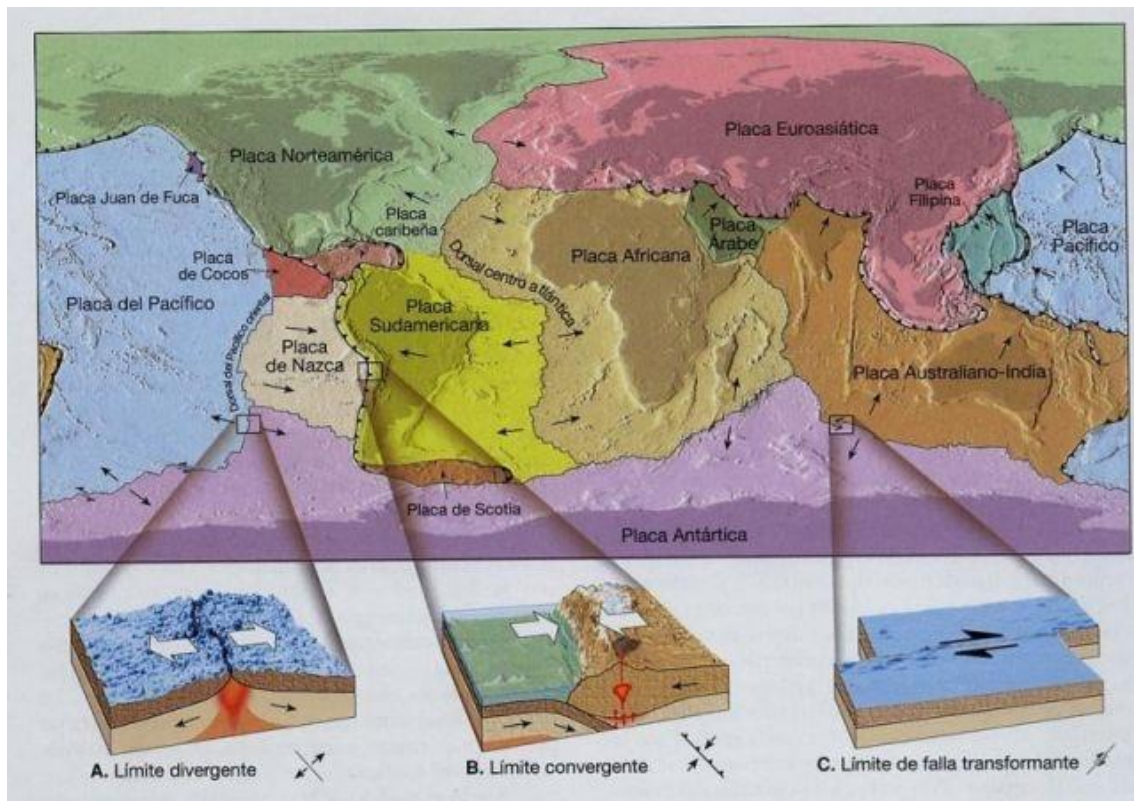 Placa Euroasiática
Placa Norteamérica
Placa Juan de Fuca
Placa
caribeña
Placa
Filipina
Placa
Arabe
Placa
Pacífico
Placa
de Cocos
Placa Africana
Dorsal centro atlántica
Placa del Pacífico
Dorsal del Pacífico oriental
Placa
Sudamericana
Placa
de Nazca
Placa Australiano-India
Placa de Scotia
Placa Antártica
A. Límite divergente
B. Límite convergente
C. Límite de falla transformante